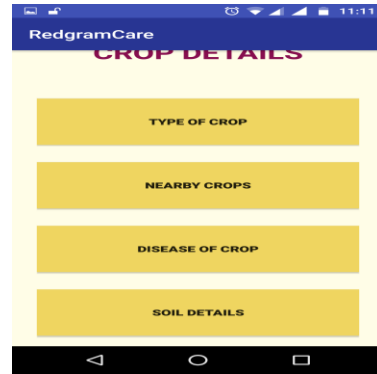 11:11
RedgramCare
CROP DETAILS
TYPE OF CROP
NEARBY CROPS
DISEASE OF CROP
SOIL DETAILS